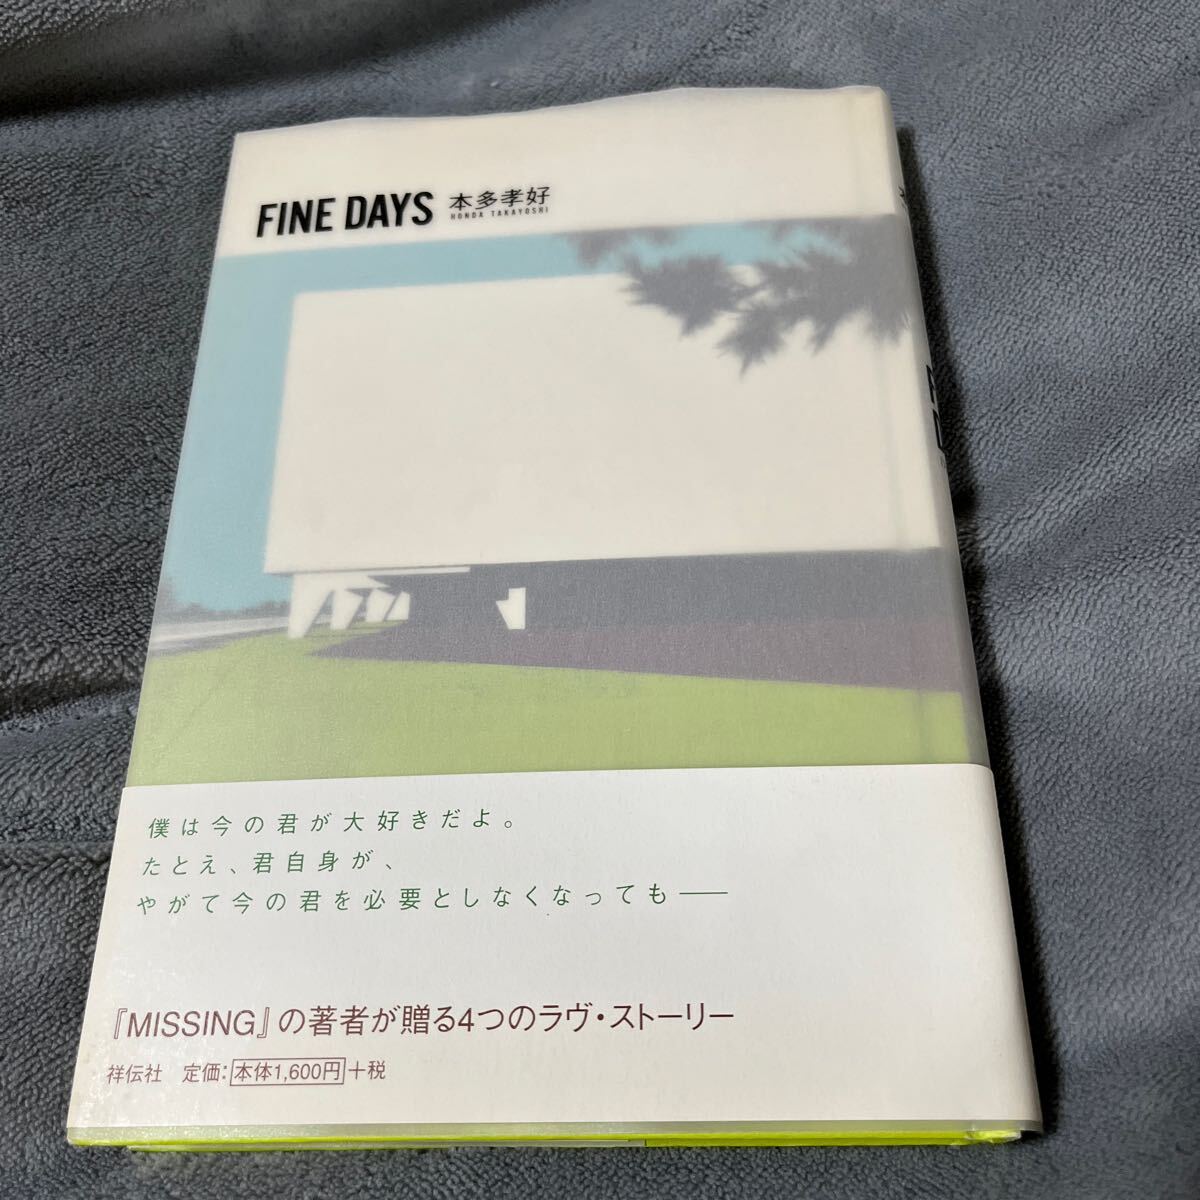 FINE DAYS 本多孝好
HONDA TAKAYOSHI
僕は今の君が大好きだよ。
たとえ、君自身が、
やがて今の君を必要としなくなっても――
『MISSING』の著者が贈る4つのラヴ・ストーリー
祥伝社 定価:本体1,600円+税